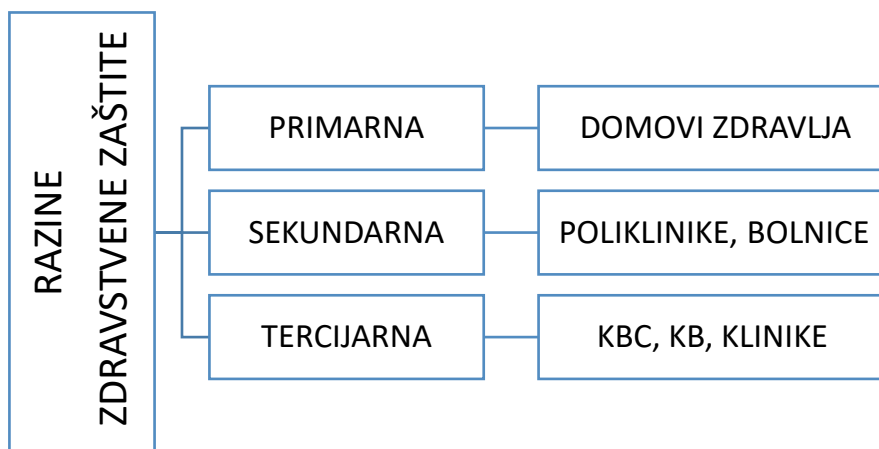 RAZINE
ZDRAVSTVENE ZAŠTITE
PRIMARNA
DOMOVI ZDRAVLJA
SEKUNDARNA
POLIKLINIKE, BOLNICE
TERCIJARNA
KBC, KB, KLINIKE